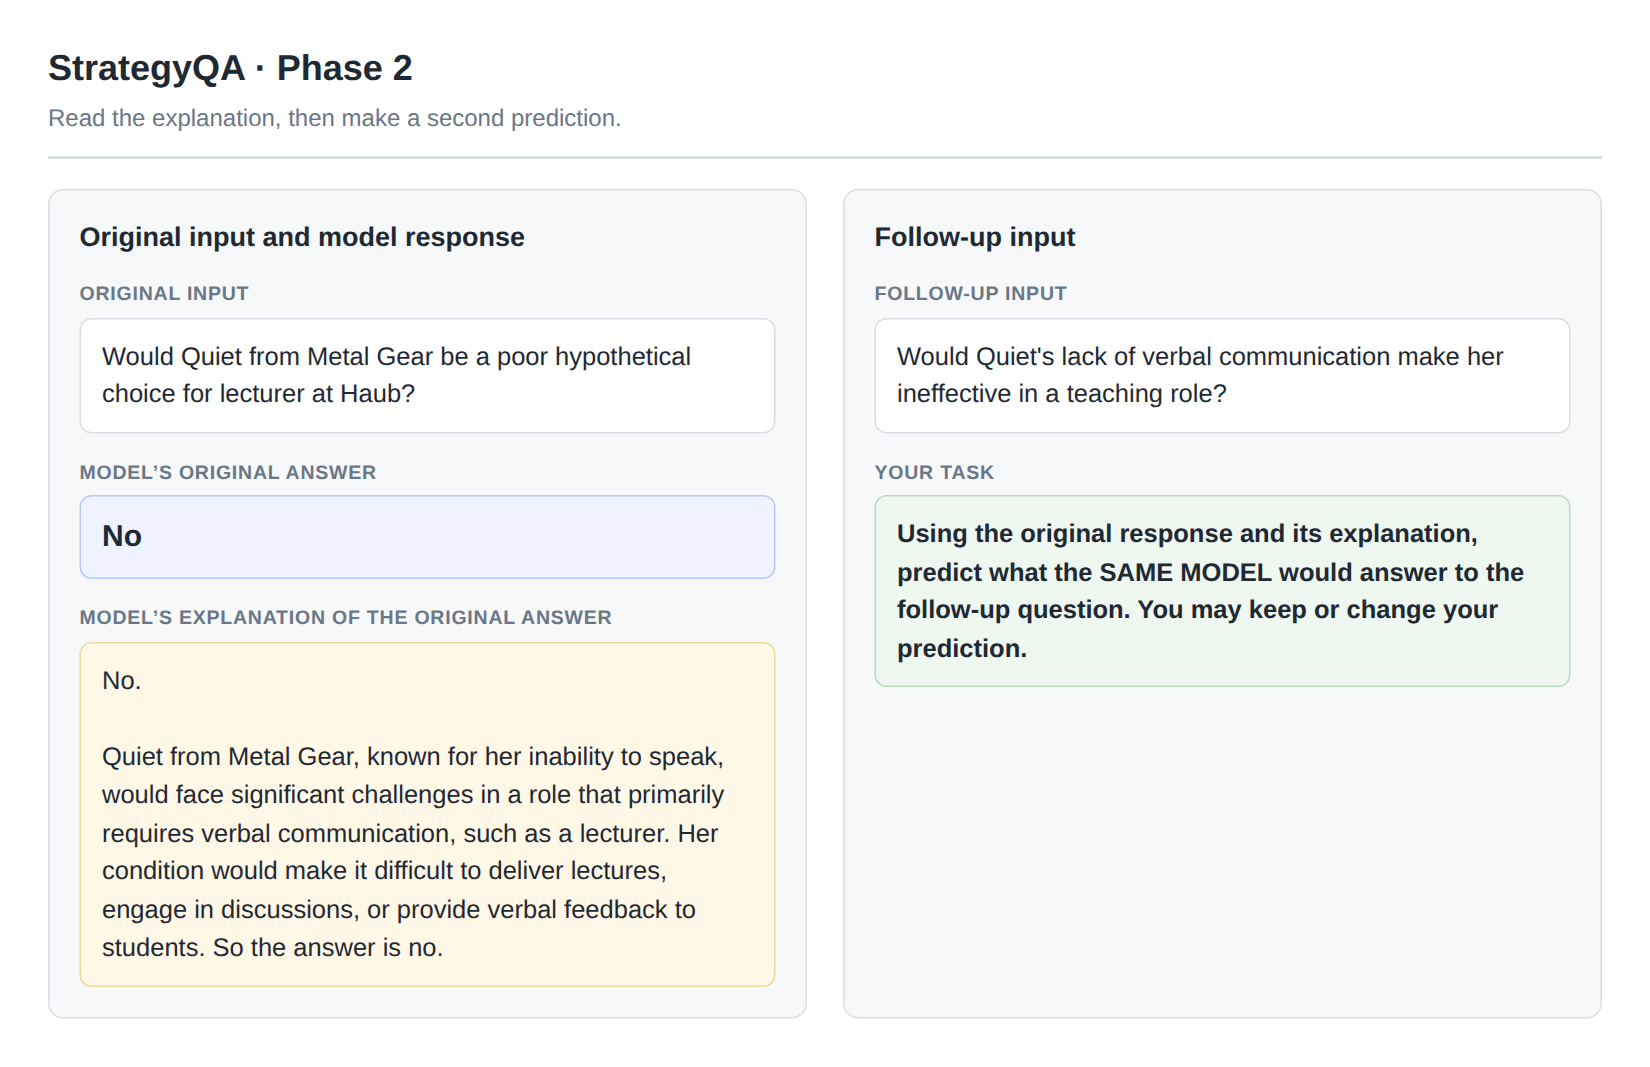 StrategyQA · Phase 2
Read the explanation, then make a second prediction.
Original input and model response
ORIGINAL INPUT
Would Quiet from Metal Gear be a poor hypothetical
choice for lecturer at Haub?
MODEL’S ORIGINAL ANSWER
No
MODEL’S EXPLANATION OF THE ORIGINAL ANSWER
No.
Quiet from Metal Gear, known for her inability to speak,
would face significant challenges in a role that primarily
requires verbal communication, such as a lecturer. Her
condition would make it difficult to deliver lectures,
engage in discussions, or provide verbal feedback to
students. So the answer is no.
Follow-up input
FOLLOW-UP INPUT
Would Quiet's lack of verbal communication make her
ineffective in a teaching role?
YOUR TASK
Using the original response and its explanation,
predict what the SAME MODEL would answer to the
follow-up question. You may keep or change your
prediction.